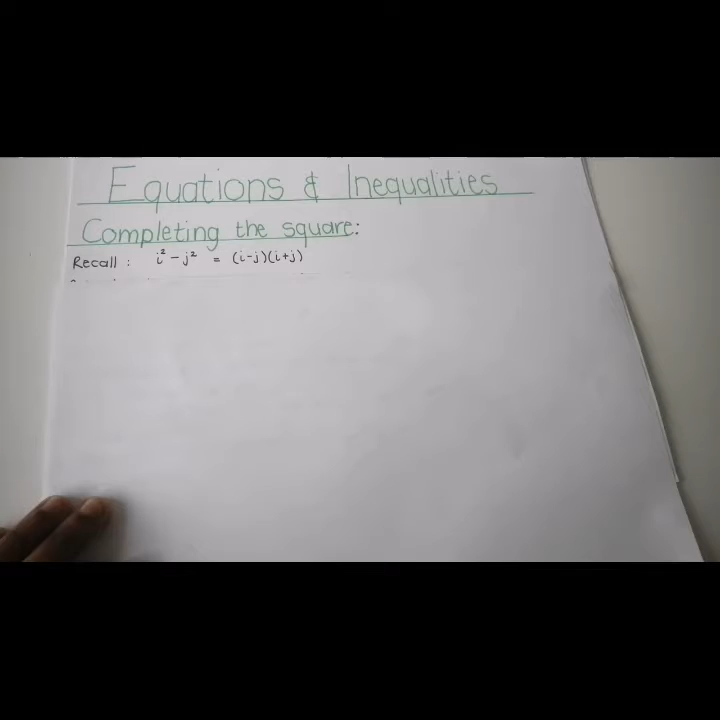 Equations & Inequalities
Completing the square:
Recall : i² - j² = (i-j)(i+j)